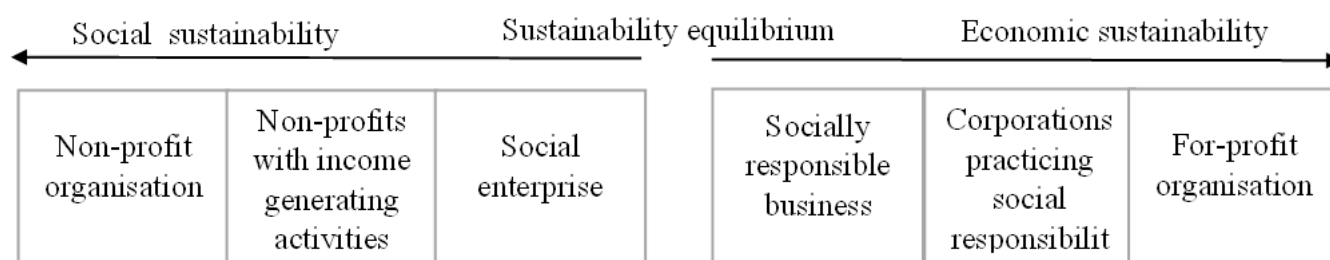 Social sustainability
Sustainability equilibrium
Economic sustainability
Non-profit
organisation
Non-profits
with income
generating
activities
Social
enterprise
Socially
responsible
business
Corporations
practicing
social
responsibilit
For-profit
organisation